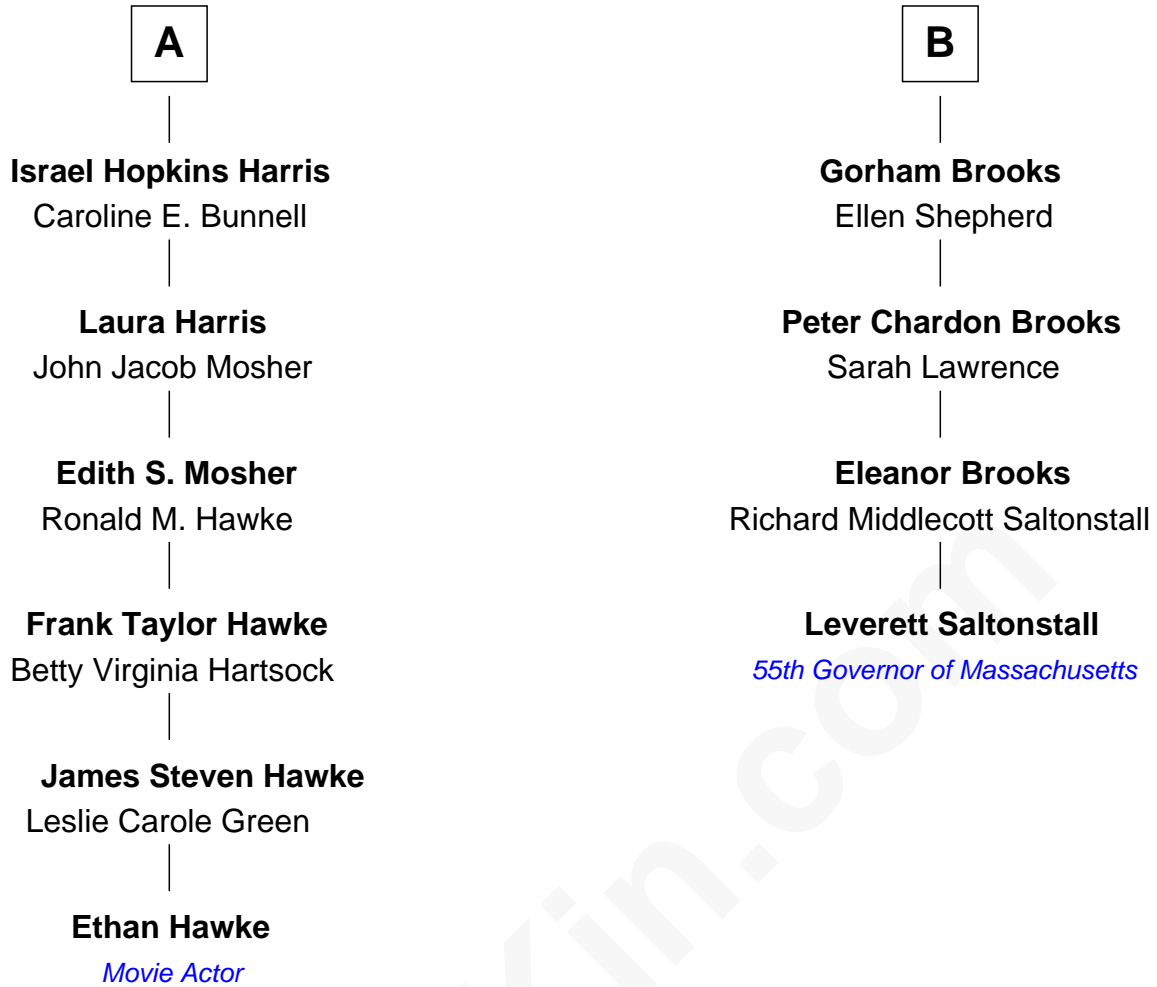 A
Israel Hopkins Harris
Caroline E. Bunnell
Laura Harris
John Jacob Mosher
Edith S. Mosher
Ronald M. Hawke
Frank Taylor Hawke
Betty Virginia Hartsock
James Steven Hawke
Leslie Carole Green
Ethan Hawke
Movie Actor
B
Gorham Brooks
Ellen Shepherd
Peter Chardon Brooks
Sarah Lawrence
Eleanor Brooks
Richard Middlecott Saltonstall
Leverett Saltonstall
55th Governor of Massachusetts
Kin.com